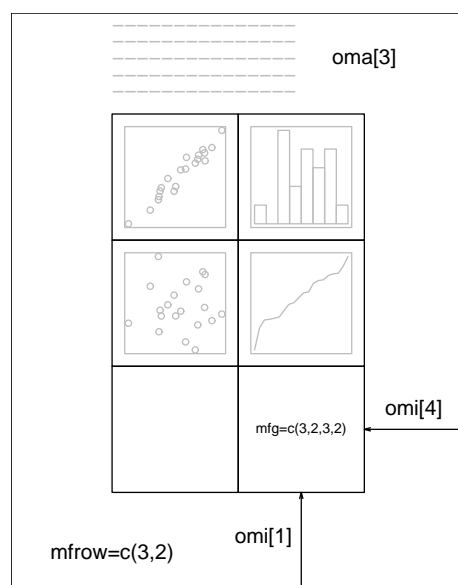 oma[3]
mfg=c(3,2,3,2)
omi[4]
omi[1]
mfrow=c(3,2)